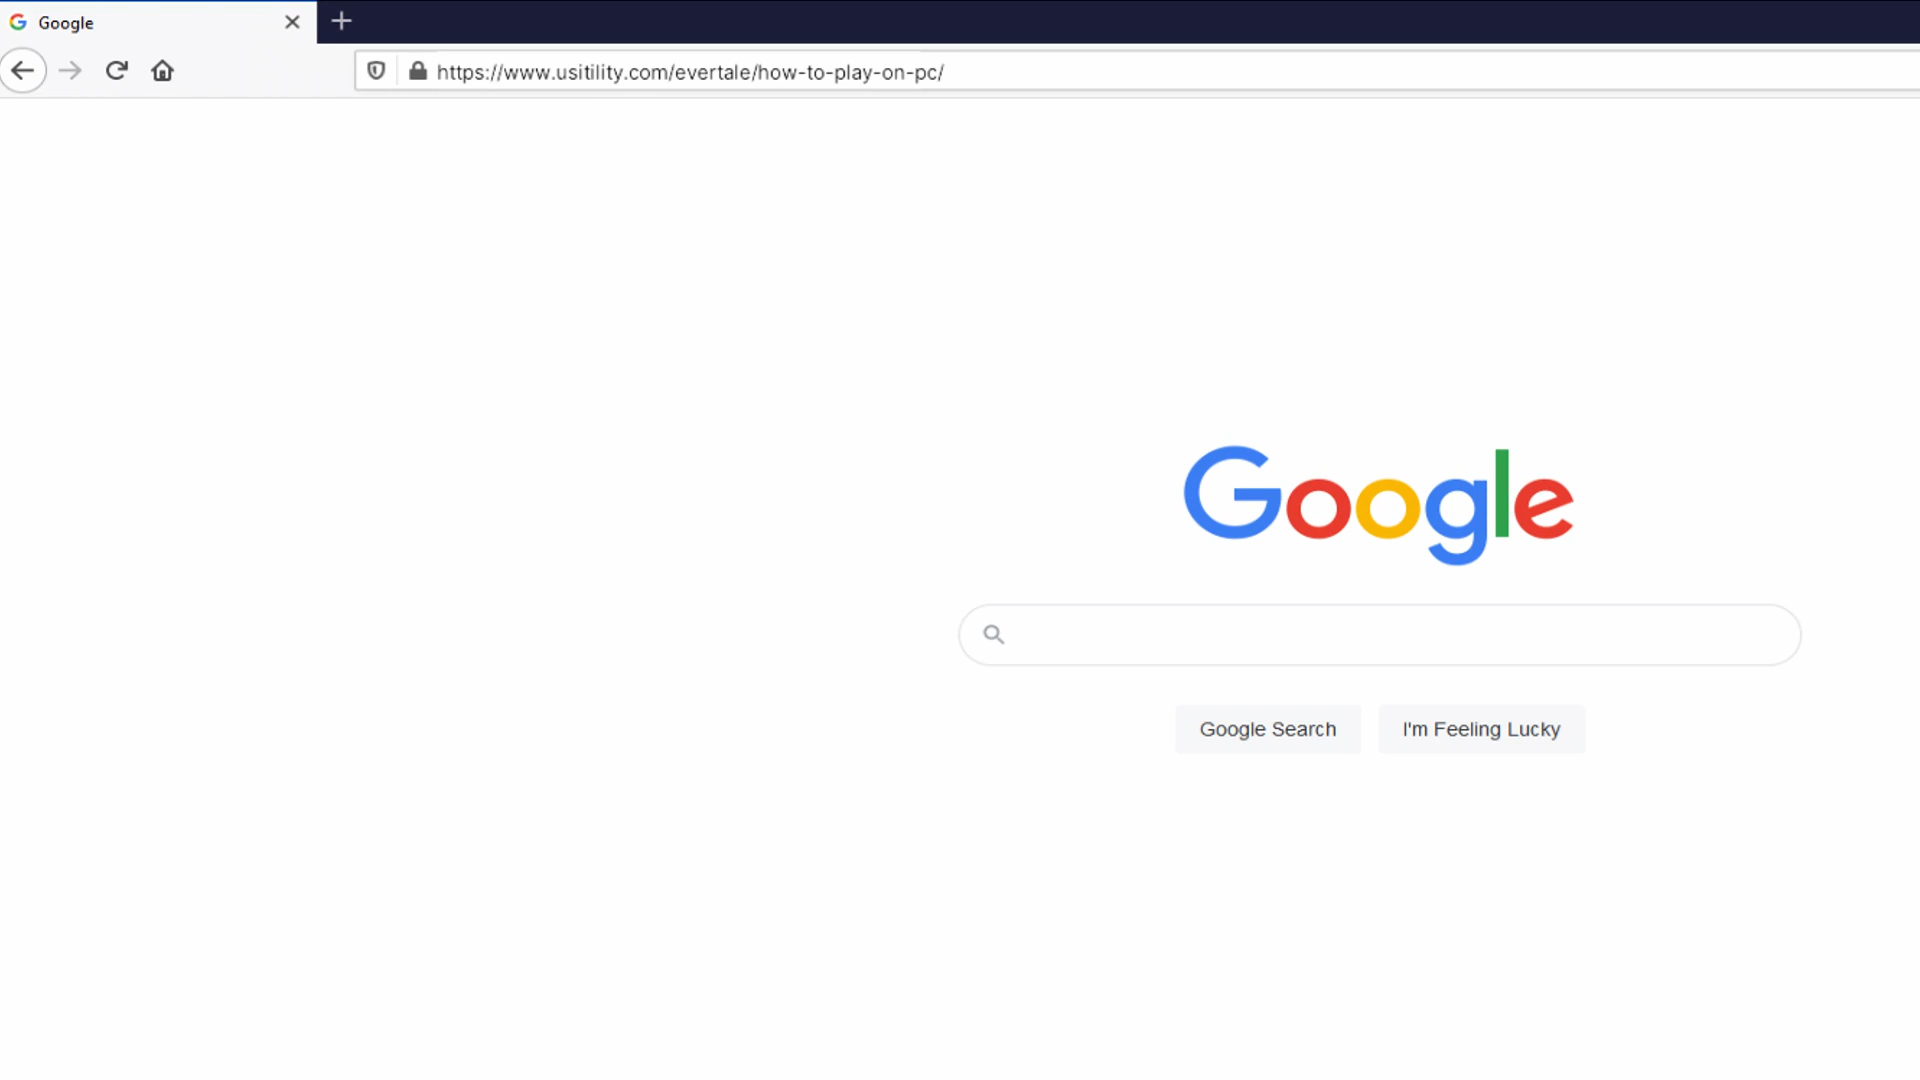 Google
https://www.usitility.com/evertale/how-to-play-on-pc/
Google
Google Search
I'm Feeling Lucky